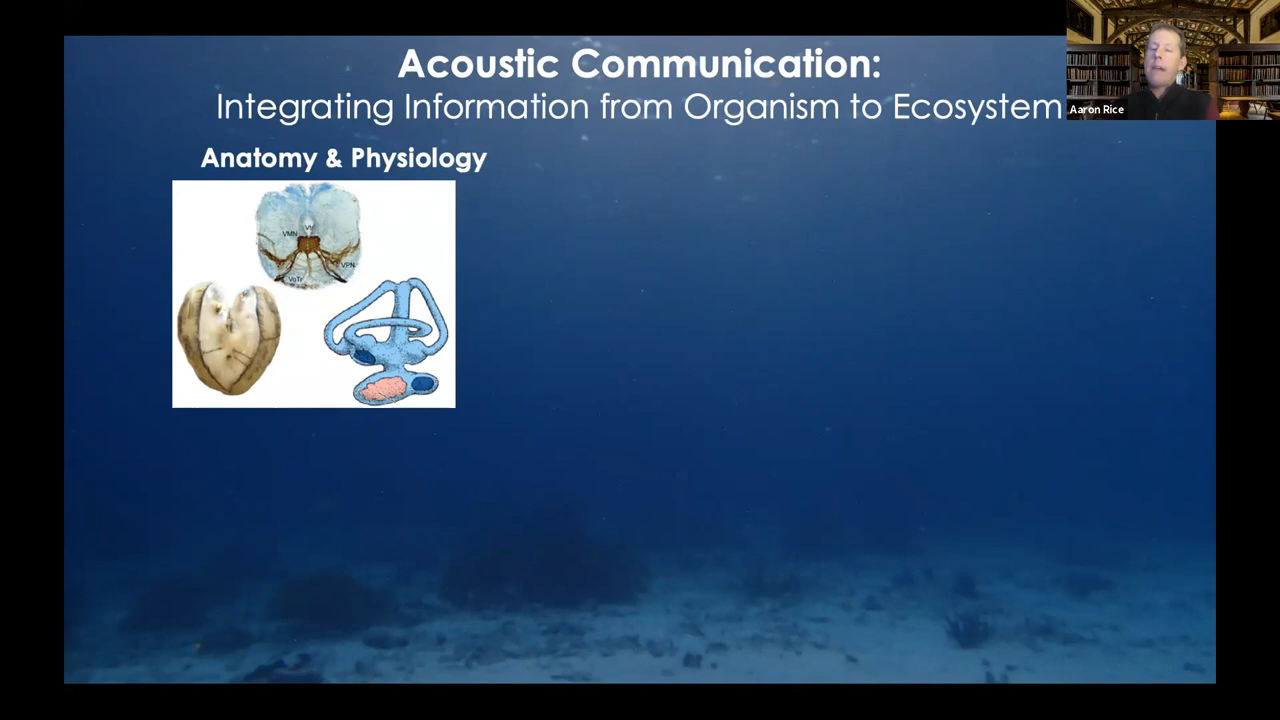 Acoustic Communication:
Integrating Information from Organism to Ecosystem
Aaron Rice
Anatomy & Physiology
VMN
VPN
VoTr